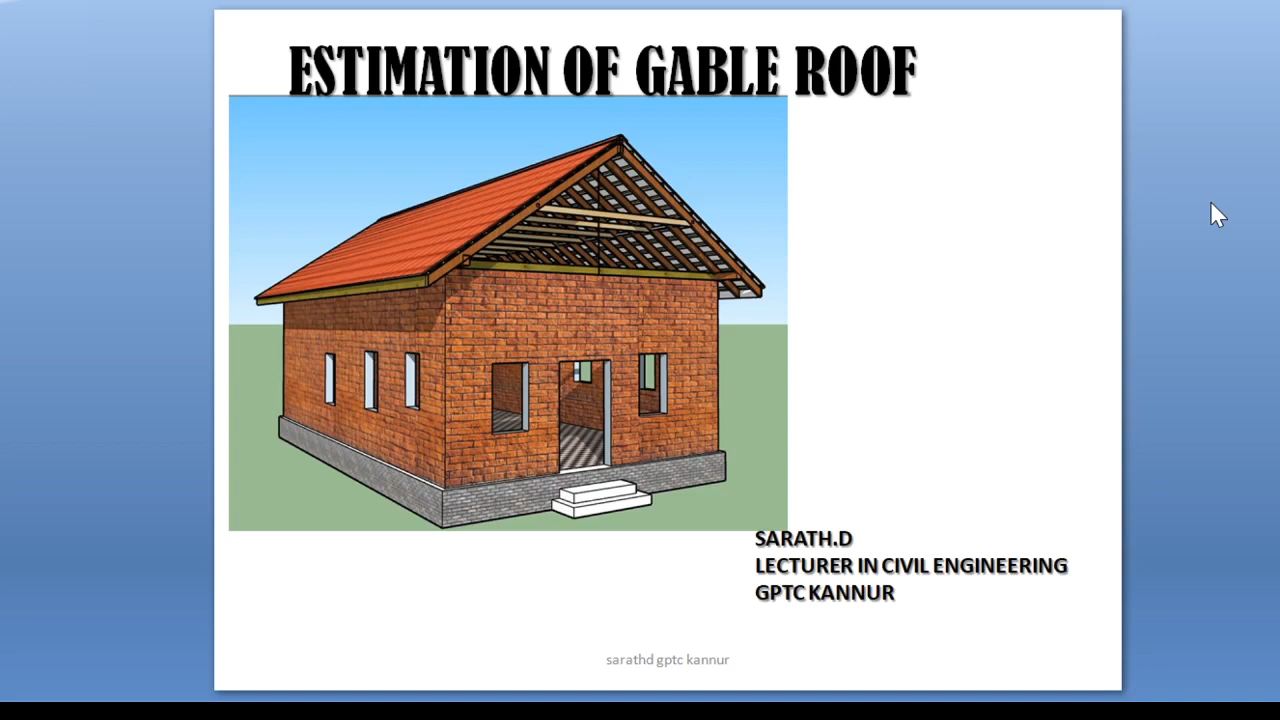 ESTIMATION OF GABLE ROOF
SARATH.D
LECTURER IN CIVIL ENGINEERING
GPTC KANNUR
sarathd gptc kannur